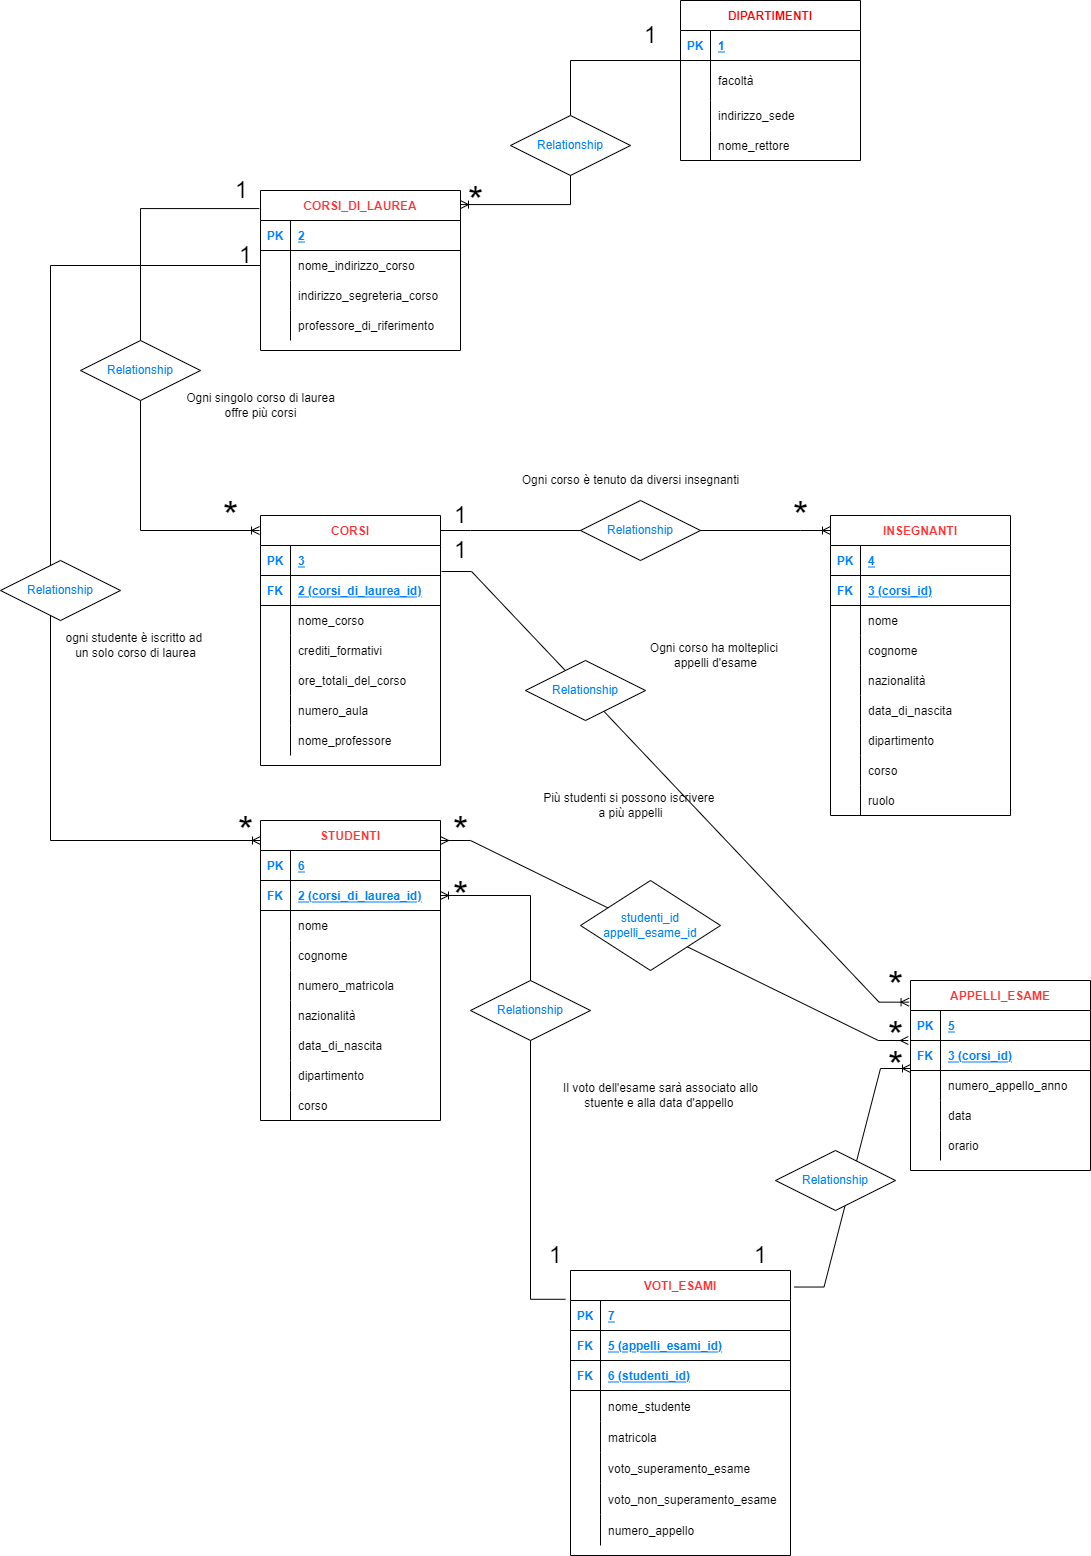 DIPARTIMENTI
PK 1
facoltà
indirizzo_sede
nome_rettore
1
Relationship
*
1
CORSI_DI_LAUREA
PK 2
1
nome_indirizzo_corso
indirizzo_segreteria_corso
professore_di_riferimento
Relationship
Ogni singolo corso di laurea
offre più corsi
Ogni corso è tenuto da diversi insegnanti
*
CORSI
PK 3
FK 2 (corsi_di_laurea_id)
nome_corso
crediti_formativi
ore_totali_del_corso
numero_aula
nome_professore
1
1
Relationship
*
INSEGNANTI
PK 4
FK 3 (corsi_id)
nome
cognome
nazionalità
data_di_nascita
dipartimento
corso
ruolo
Relationship
ogni studente è iscritto ad
un solo corso di laurea
Ogni corso ha molteplici
appelli d'esame
Relationship
Più studenti si possono iscrivere
a più appelli
*
STUDENTI
PK 6
FK 2 (corsi_di_laurea_id)
nome
cognome
numero_matricola
nazionalità
data_di_nascita
dipartimento
corso
*
*
studenti_id
appelli_esame_id
Relationship
*
*
*
APPELLI_ESAME
PK 5
FK 3 (corsi_id)
numero_appello_anno
data
orario
Il voto dell'esame sarà associato allo
stuente e alla data d'appello
Relationship
1
1
VOTI_ESAMI
PK 7
FK 5 (appelli_esami_id)
FK 6 (studenti_id)
nome_studente
matricola
voto_superamento_esame
voto_non_superamento_esame
numero_appello